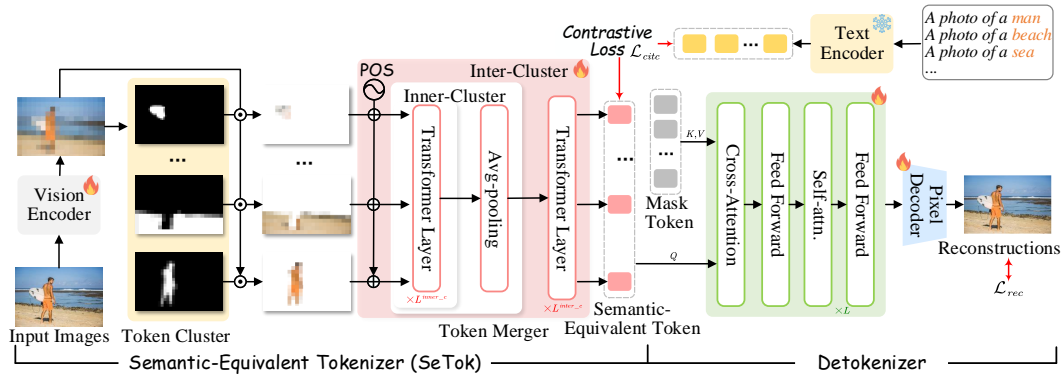 Contrastive
Loss L_citc
Text
Encoder
A photo of a man
A photo of a beach
A photo of a sea
...
POS
Inter-Cluster
Inner-Cluster
...
...
...
...
Vision
Encoder
Transformer Layer
Avg-pooling
Transformer Layer
×L^inner_c
×L^inter_c
K,V
Q
Mask
Token
Cross-Attention
Feed Forward
Self-attn.
Feed Forward
×L
Pixel
Decoder
Reconstructions
L_rec
Input Images
Token Cluster
Token Merger
Semantic-
Equivalent Token
Semantic-Equivalent Tokenizer (SeTok)
Detokenizer